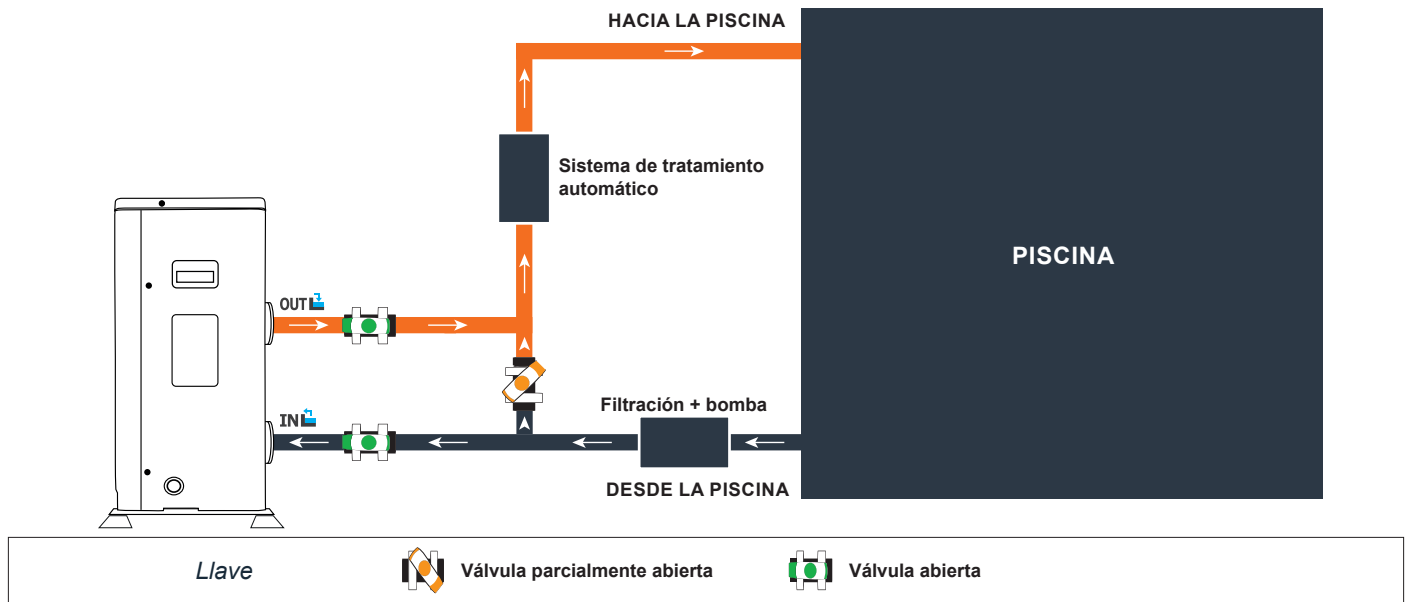 HACIA LA PISCINA
Sistema de tratamiento
automático
PISCINA
OUT
IN
Filtración + bomba
DESDE LA PISCINA
Llave
Válvula parcialmente abierta
Válvula abierta